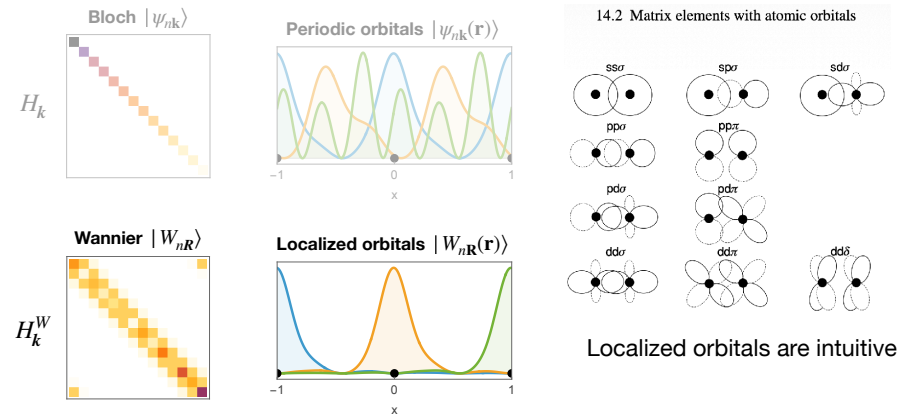 Bloch |ψₙₖ⟩
Hₖ
Periodic orbitals |ψₙₖ(r)⟩
−1 0 1
x
Wannier |Wₙᵣ⟩
Hₖᵂ
Localized orbitals |Wₙᵣ(r)⟩
−1 0 1
x
14.2 Matrix elements with atomic orbitals
ssσ spσ sdσ
ppσ ppπ
pdσ pdπ
ddσ ddπ ddδ
Localized orbitals are intuitive